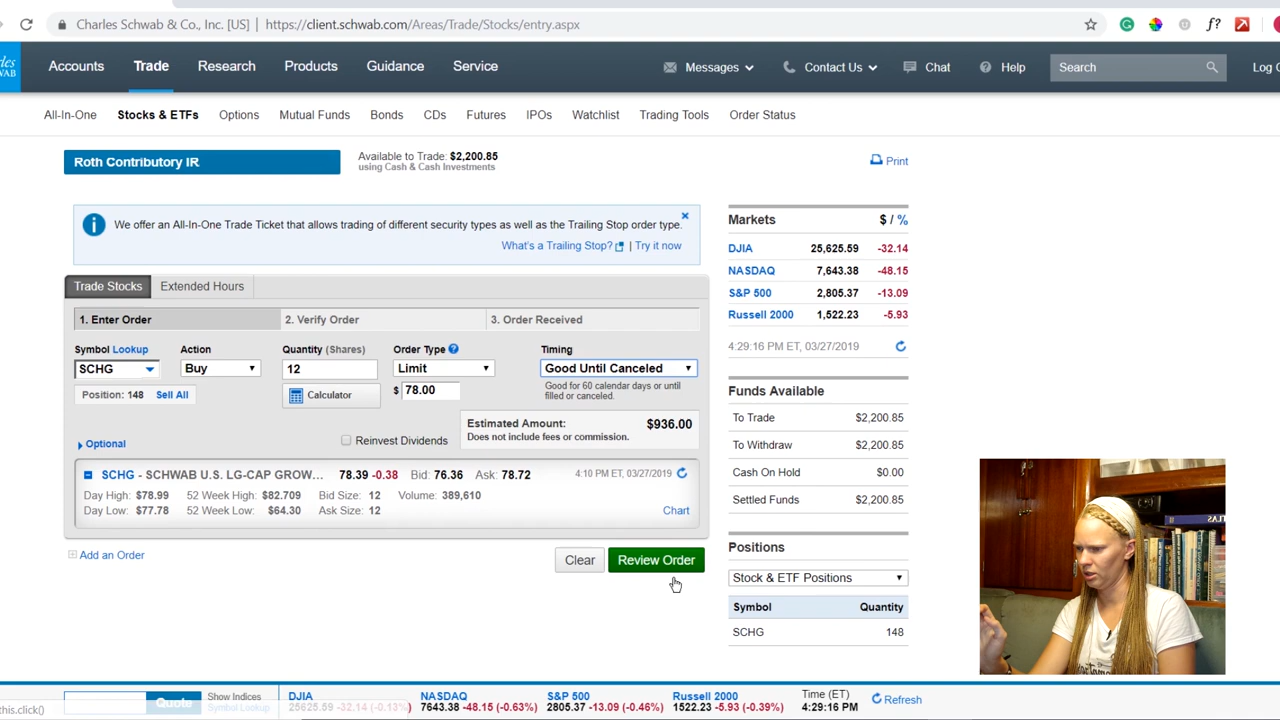 Charles Schwab & Co., Inc. [US] | https://client.schwab.com/Areas/Trade/Stocks/entry.aspx
f?
Accounts Trade Research Products Guidance Service Messages Contact Us Chat Help Search Log
All-In-One Stocks & ETFs Options Mutual Funds Bonds CDs Futures IPOs Watchlist Trading Tools Order Status
Roth Contributory IR
Available to Trade: $2,200.85
using Cash & Cash Investments
Print
We offer an All-In-One Trade Ticket that allows trading of different security types as well as the Trailing Stop order type.
What's a Trailing Stop? | Try it now
Trade Stocks Extended Hours
1. Enter Order 2. Verify Order 3. Order Received
Symbol Lookup Action Quantity (Shares) Order Type Timing
SCHG Buy 12 Limit Good Until Canceled
Position: 148 Sell All Calculator $ 78.00
Good for 60 calendar days or until
filled or canceled.
Estimated Amount: $936.00
Does not include fees or commission.
Optional Reinvest Dividends
SCHG - SCHWAB U.S. LG-CAP GROW... 78.39 -0.38 Bid: 76.36 Ask: 78.72 4:10 PM ET, 03/27/2019
Day High: $78.99 52 Week High: $82.709 Bid Size: 12 Volume: 389,610
Day Low: $77.78 52 Week Low: $64.30 Ask Size: 12 Chart
Add an Order Clear Review Order
Markets $ / %
DJIA 25,625.59 -32.14
NASDAQ 7,643.38 -48.15
S&P 500 2,805.37 -13.09
Russell 2000 1,522.23 -5.93
4:29:16 PM ET, 03/27/2019
Funds Available
To Trade $2,200.85
To Withdraw $2,200.85
Cash On Hold $0.00
Settled Funds $2,200.85
Positions
Stock & ETF Positions
Symbol Quantity
SCHG 148
ATLAS
this.click()
Quote
Show Indices
Symbol Lookup
DJIA NASDAQ S&P 500 Russell 2000 Time (ET)
25625.59 -32.14 (-0.13%) 7643.38 -48.15 (-0.63%) 2805.37 -13.09 (-0.46%) 1522.23 -5.93 (-0.39%) 4:29:16 PM
Refresh